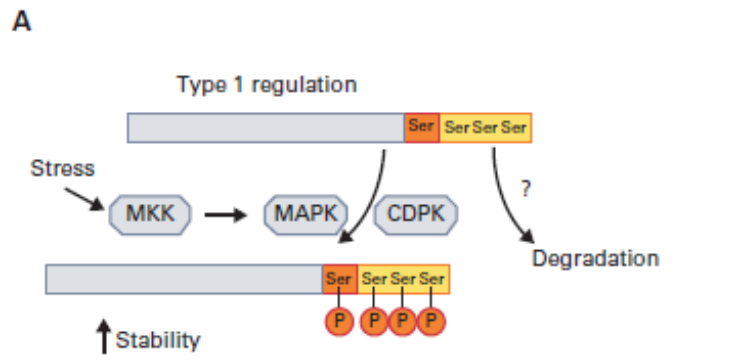 A
Type 1 regulation
Ser Ser Ser Ser
Stress
MKK
MAPK
CDPK
?
Degradation
Ser Ser Ser Ser
P P P P
Stability